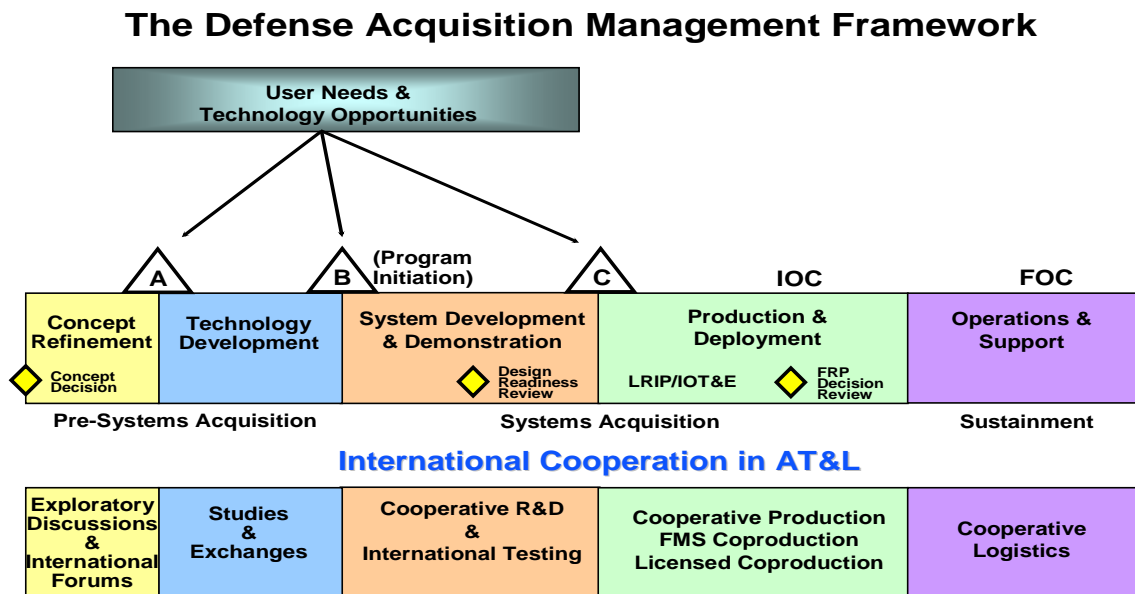 The Defense Acquisition Management Framework
User Needs &
Technology Opportunities
A
B
(Program
Initiation)
C
IOC
FOC
Concept
Refinement
Technology
Development
System Development
& Demonstration
Production &
Deployment
Operations &
Support
Concept
Decision
Design
Readiness
Review
LRIP/IOT&E
FRP
Decision
Review
Pre-Systems Acquisition
Systems Acquisition
Sustainment
International Cooperation in AT&L
Exploratory
Discussions
&
International
Forums
Studies
&
Exchanges
Cooperative R&D
&
International Testing
Cooperative Production
FMS Coproduction
Licensed Coproduction
Cooperative
Logistics